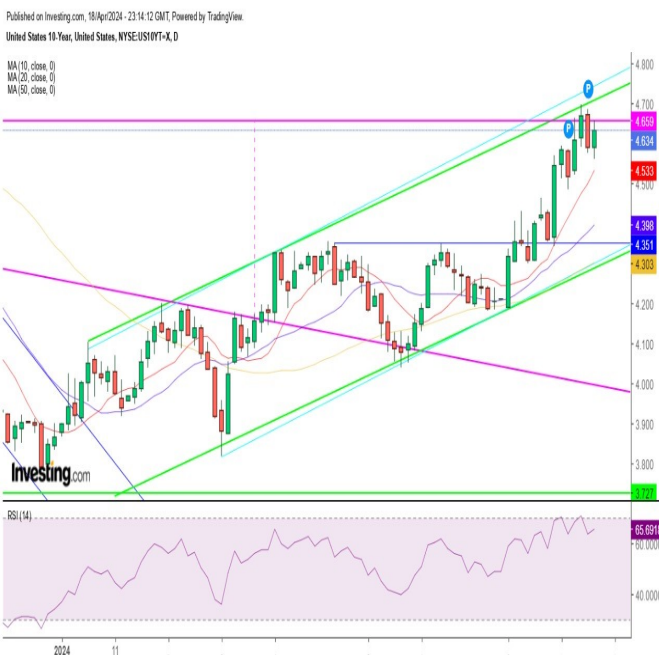 Published on Investing.com, 18/Apr/2024 - 23:14:12 GMT, Powered by TradingView.
United States 10-Year, United States, NYSE:US10YT=X, D
MA (10, close, 0)
MA (20, close, 0)
MA (50, close, 0)
4.800
P
4.700
4.659
P
4.634
4.533
4.500
4.398
4.351
4.303
4.200
4.100
4.000
3.900
3.800
Investing.com
3.727
RSI (14)
65.691
60.0000
40.0000
2024
11